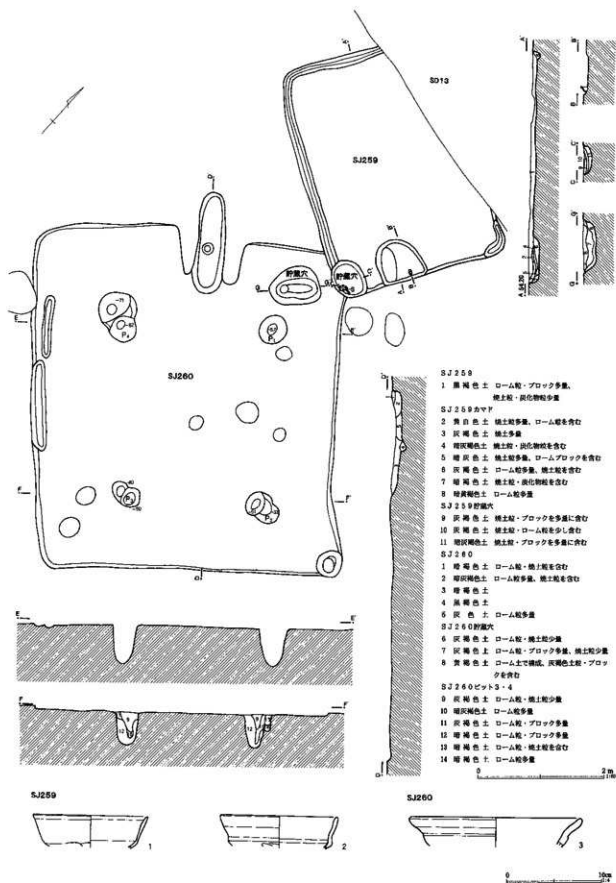 SD13
SJ259
貯蔵穴
貯蔵穴
SJ260
P₄
P₁
P₃
P₂
SJ259
1 黒褐色土 ローム粒・ブロック多量、
焼土粒・炭化物粒少量
SJ259カマド
2 黄白色土 焼土粒多量、ローム粒を含む
3 灰褐色土 焼土多量
4 暗灰褐色土 焼土粒・炭化物粒を含む
5 暗灰色土 焼土粒多量、ロームブロックを含む
6 灰褐色土 ローム粒多量、焼土粒を含む
7 暗褐色土 焼土粒・炭化物粒を含む
8 暗黄褐色土 ローム粒多量
SJ259貯蔵穴
9 灰褐色土 焼土粒・ブロックを多量に含む
10 灰褐色土 焼土粒・ローム粒を少し含む
11 暗灰褐色土 焼土粒・ブロックを多量に含む
SJ260
1 暗褐色土 ローム粒・焼土粒を含む
2 暗灰褐色土 ローム粒多量、焼土粒を含む
3 暗褐色土
4 黒褐色土
5 灰色土 ローム粒多量
SJ260貯蔵穴
6 灰褐色土 ローム粒・焼土粒少量
7 灰褐色土 ローム粒・ブロック多量、焼土粒少量
8 黄褐色土 ローム土で構成、灰褐色土粒・ブロッ
クを含む
SJ260ピット3・4
9 灰褐色土 ローム粒・焼土粒少量
10 暗灰褐色土 ローム粒多量
11 灰褐色土 ローム粒・ブロック多量
12 暗褐色土 ローム粒・ブロック多量
13 暗褐色土 ローム粒・焼土粒を含む
14 暗褐色土 ローム粒多量
0 2m
E E'
F F'
SJ259
1
2
SJ260
3
0 10cm